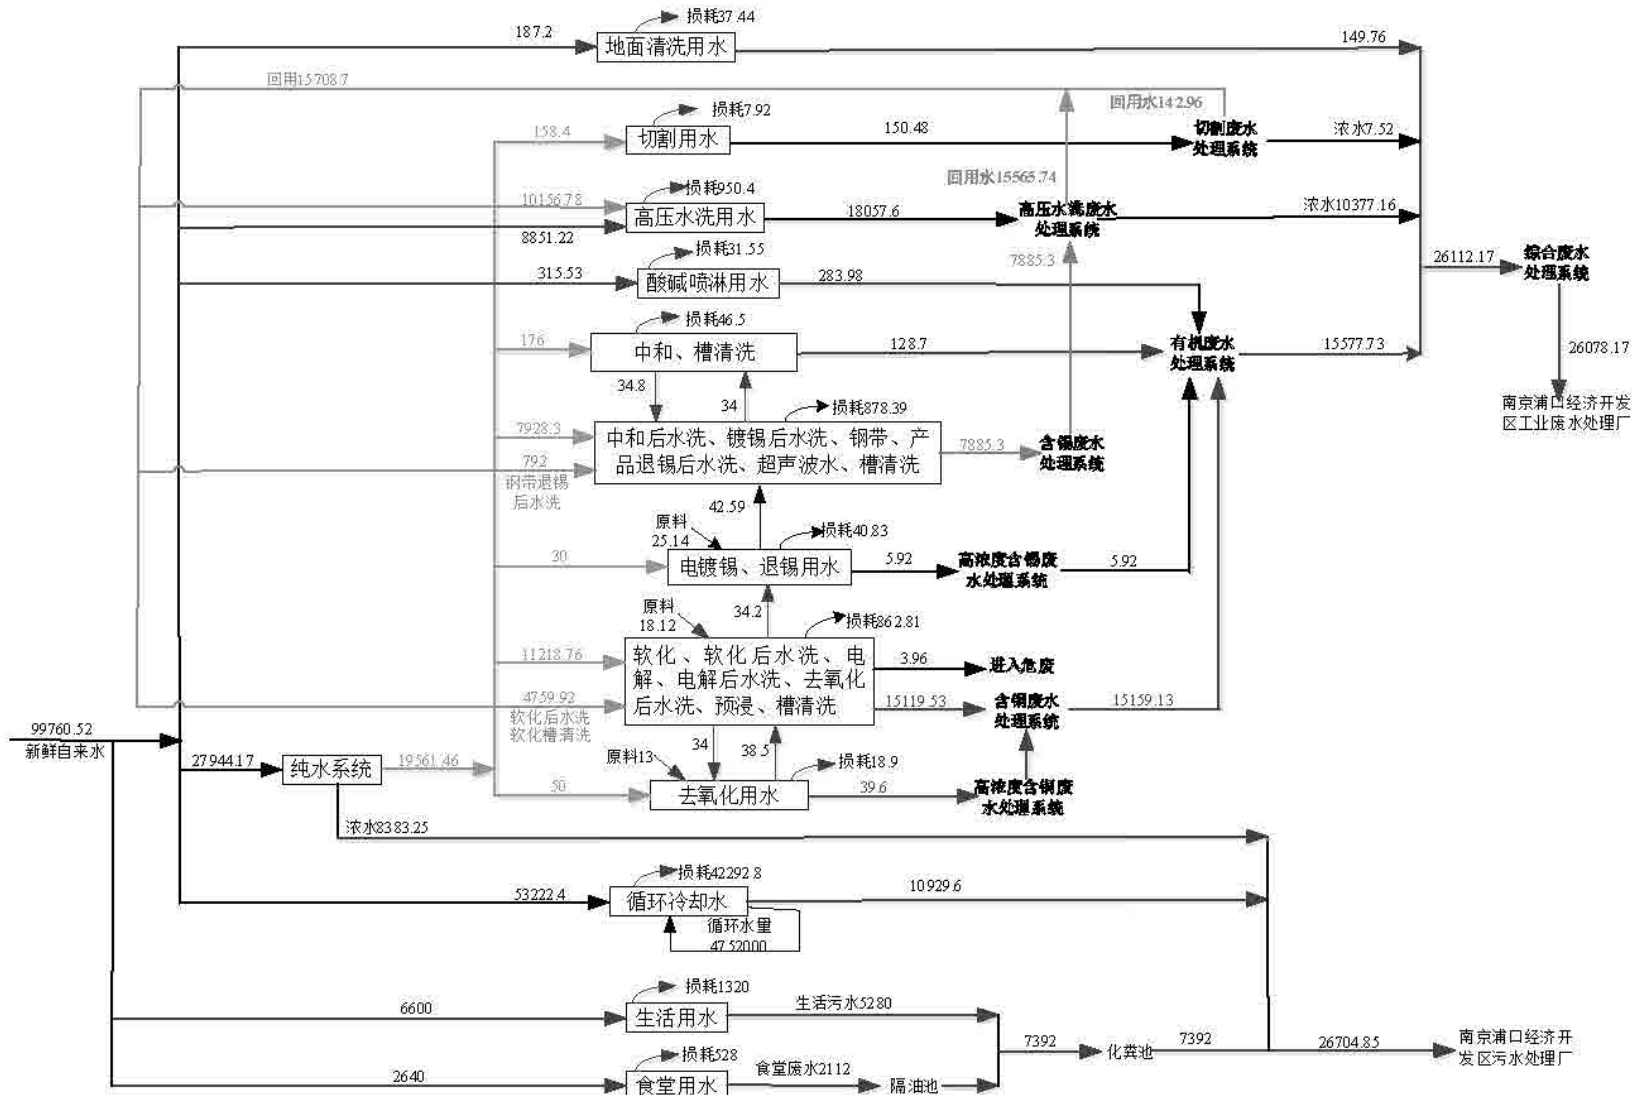 损耗37.44
187.2
地面清洗用水
149.76
回用15708.7
回用水142.96
损耗7.92
158.4
切割用水
150.48
切割废水
处理系统
浓水7.52
回用水15565.74
损耗950.4
10156.78
高压水洗用水
18057.6
高压水洗废水
处理系统
浓水10377.16
8851.22
损耗31.55
7885.3
26112.17
综合废水
处理系统
315.53
酸碱喷淋用水
283.98
损耗46.5
176
中和、槽清洗
128.7
有机废水
处理系统
15577.73
26078.17
34.8
34
损耗878.39
南京浦口经济开发
区工业废水处理厂
7928.3
中和后水洗、镀锡后水洗、钢带、产
品退锡后水洗、超声波水、槽清洗
7885.3
含锡废水
处理系统
792
钢带退锡
后水洗
42.59
原料
25.14
损耗40.83
30
电镀锡、退锡用水
5.92
高浓度含锡废
水处理系统
5.92
34.2
原料
18.12
损耗862.81
11218.76
软化、软化后水洗、电
解、电解后水洗、去氧化
后水洗、预浸、槽清洗
3.96
进入危废
4759.92
软化后水洗
软化槽清洗
15119.53
含铜废水
处理系统
15159.13
99760.52
新鲜自来水
27944.17
纯水系统
19561.46
34
38.5
原料13
损耗18.9
50
去氧化用水
39.6
高浓度含铜废
水处理系统
浓水8383.25
损耗42292.8
53222.4
循环冷却水
10929.6
循环水量
4752000
损耗1320
6600
生活用水
生活污水5280
7392
化粪池
7392
26704.85
南京浦口经济开
发区污水处理厂
损耗528
2640
食堂用水
食堂废水2112
隔油池